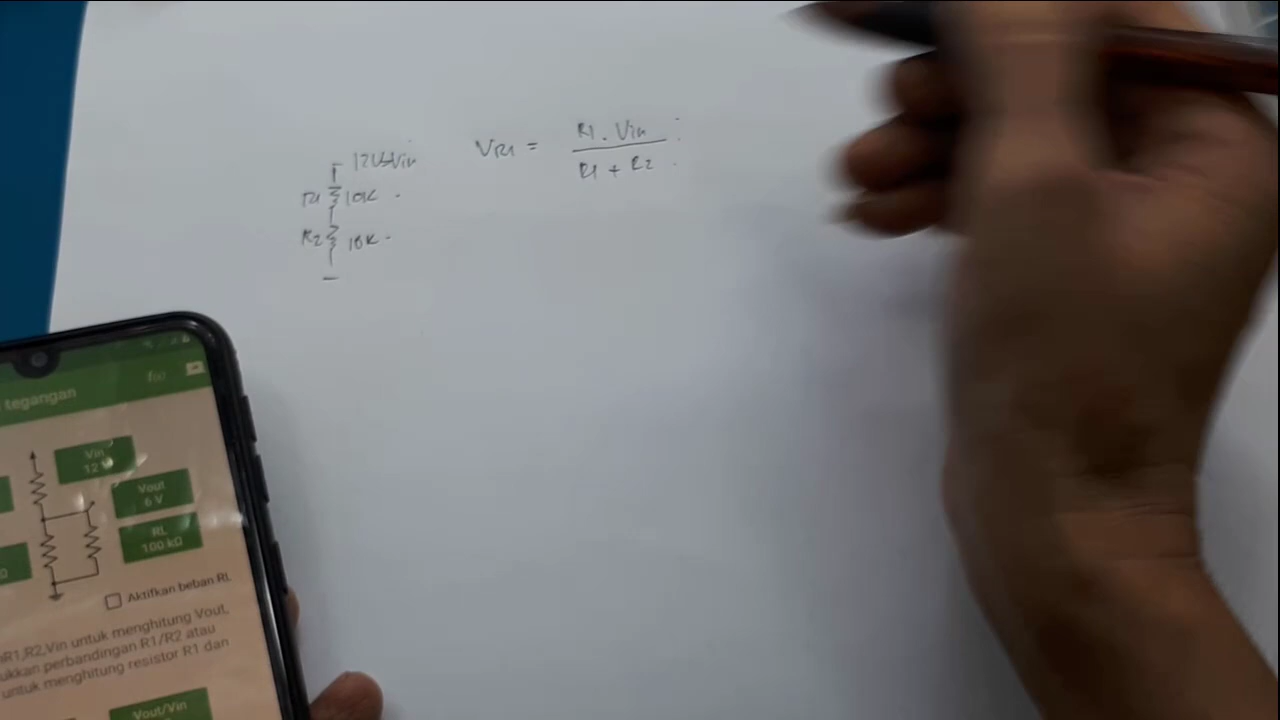 12V Vin
R1 10K
R2 10K
VR1 = R1 . Vin
R1 + R2
tegangan
f(x)
Vin
12 V
Vout
6 V
RL
100 kΩ
Ω
Aktifkan beban RL
R1,R2,Vin untuk menghitung Vout,
ukkan perbandingan R1/R2 atau
untuk menghitung resistor R1 dan
Vout/Vin